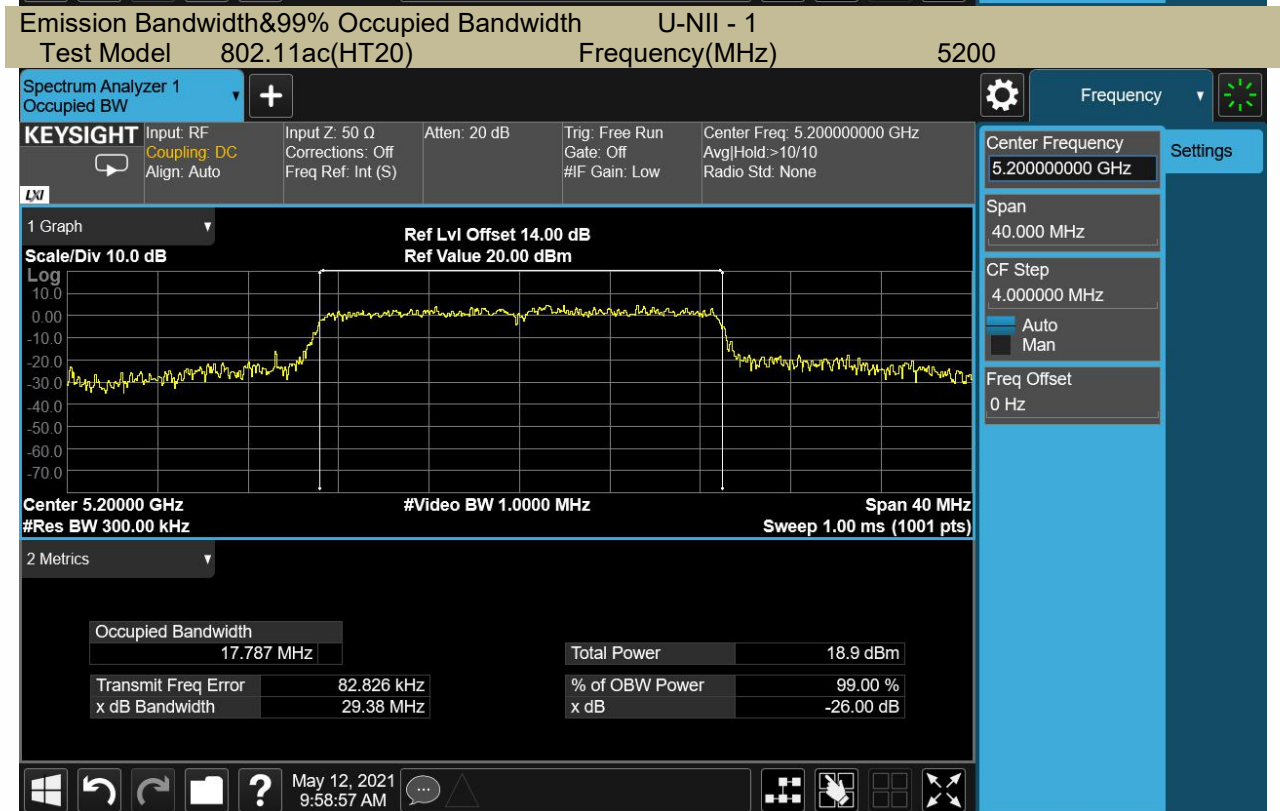 Emission Bandwidth&99% Occupied Bandwidth U-NII - 1
Test Model 802.11ac(HT20) Frequency(MHz) 5200
Spectrum Analyzer 1
Occupied BW
+
Frequency
KEYSIGHT
LXI
Input: RF
Coupling: DC
Align: Auto
Input Z: 50 Ω
Corrections: Off
Freq Ref: Int (S)
Atten: 20 dB
Trig: Free Run
Gate: Off
#IF Gain: Low
Center Freq: 5.200000000 GHz
Avg|Hold:>10/10
Radio Std: None
Center Frequency
5.200000000 GHz
Settings
Span
40.000 MHz
CF Step
4.000000 MHz
Auto
Man
Freq Offset
0 Hz
1 Graph
Scale/Div 10.0 dB
Ref Lvl Offset 14.00 dB
Ref Value 20.00 dBm
Log
10.0
0.00
-10.0
-20.0
-30.0
-40.0
-50.0
-60.0
-70.0
Center 5.20000 GHz #Video BW 1.0000 MHz Span 40 MHz
#Res BW 300.00 kHz Sweep 1.00 ms (1001 pts)
2 Metrics
Occupied Bandwidth
17.787 MHz
Total Power 18.9 dBm
Transmit Freq Error 82.826 kHz
% of OBW Power 99.00 %
x dB Bandwidth 29.38 MHz
x dB -26.00 dB
?
May 12, 2021
9:58:57 AM